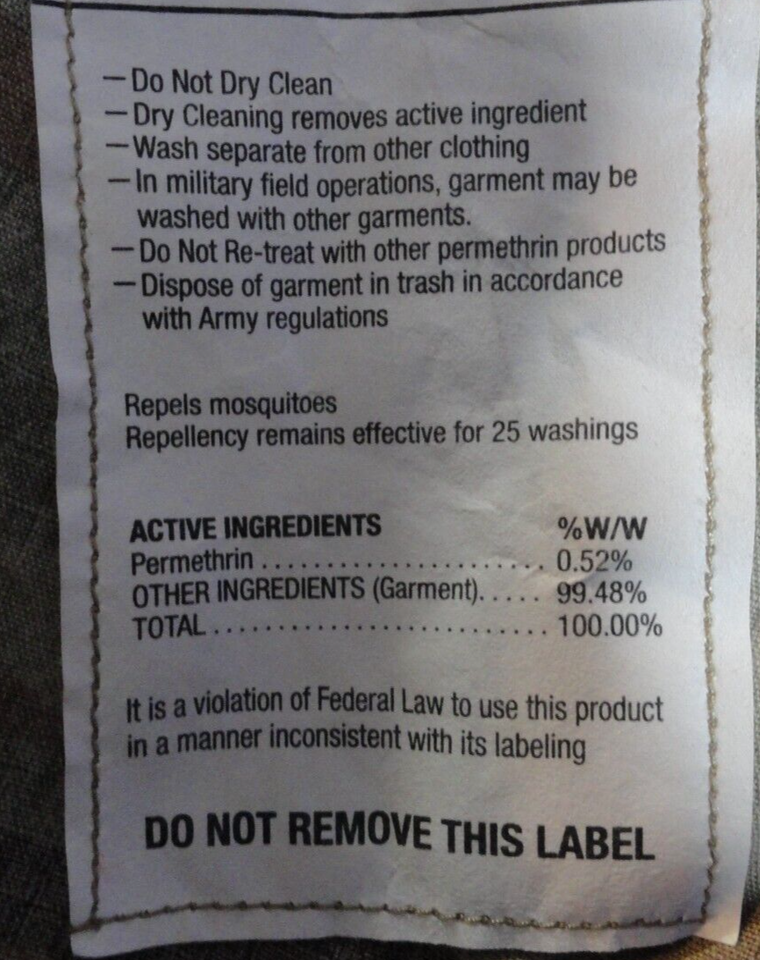 — Do Not Dry Clean
— Dry Cleaning removes active ingredient
— Wash separate from other clothing
— In military field operations, garment may be
washed with other garments.
— Do Not Re-treat with other permethrin products
— Dispose of garment in trash in accordance
with Army regulations
Repels mosquitoes
Repellency remains effective for 25 washings
ACTIVE INGREDIENTS %W/W
Permethrin ...................... 0.52%
OTHER INGREDIENTS (Garment). .... 99.48%
TOTAL ........................... 100.00%
It is a violation of Federal Law to use this product
in a manner inconsistent with its labeling
DO NOT REMOVE THIS LABEL